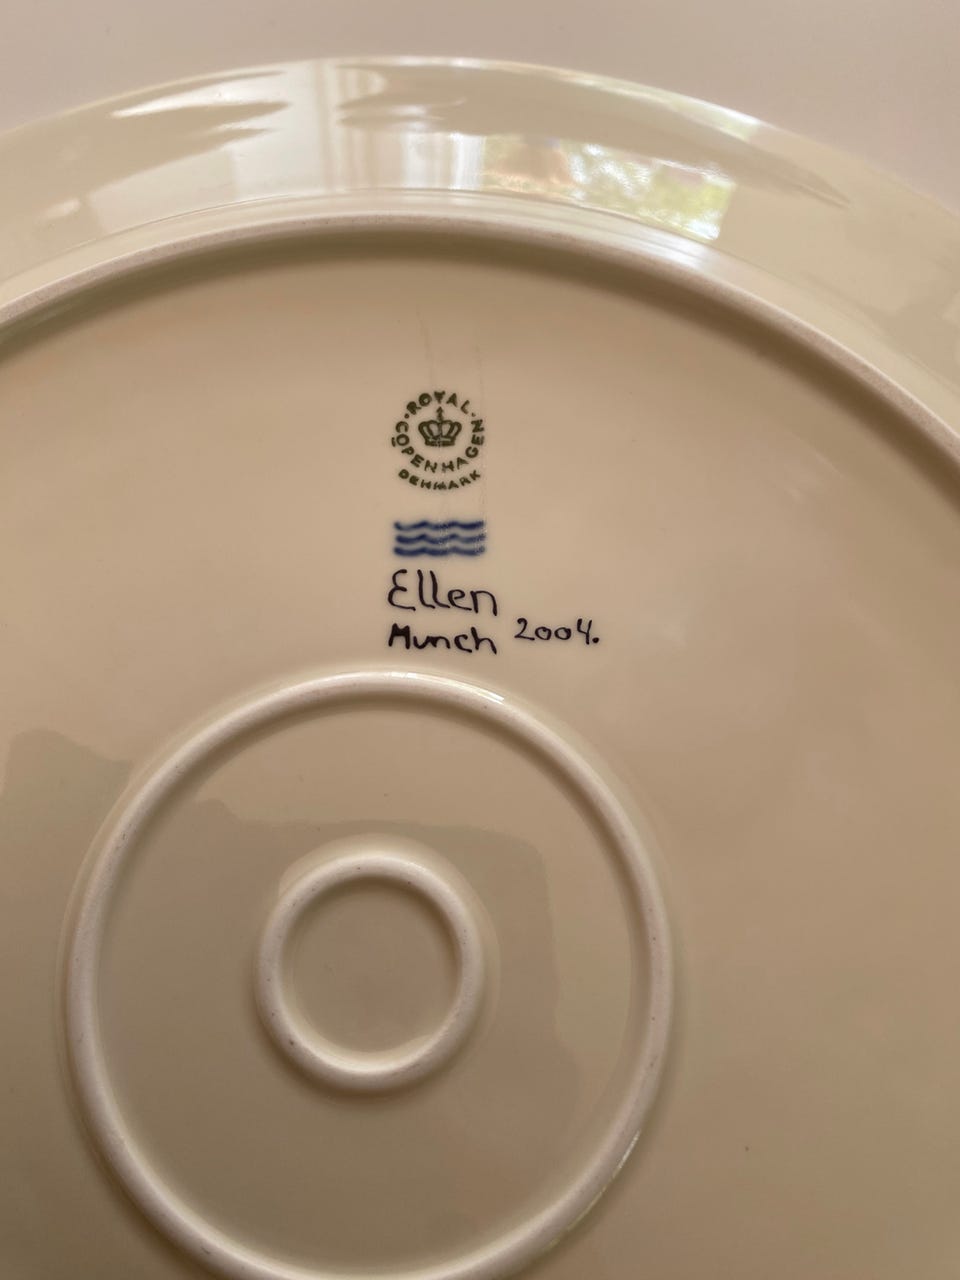 ROYAL
COPENHAGEN
DENMARK
Ellen
Munch 2004.